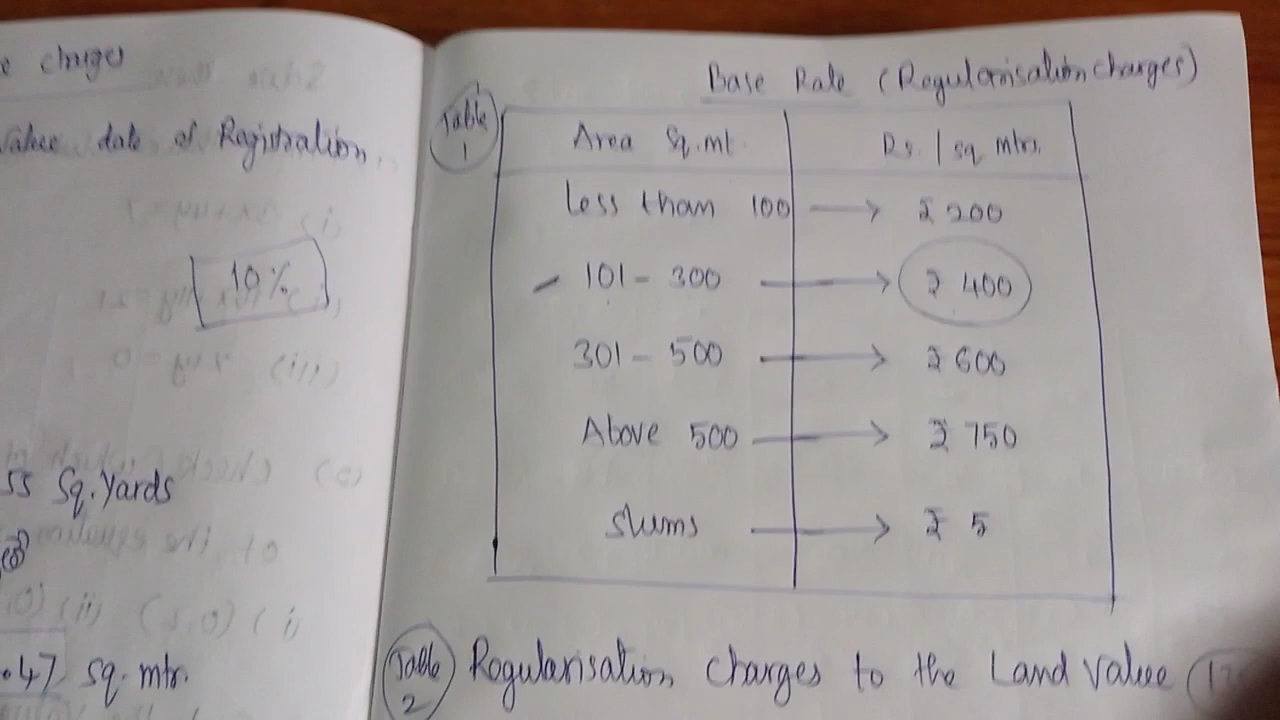 charges
Value date of Registration
10%
55 Sq.Yards
.47 sq.mtr.
Base Rate (Regularisation charges)
Table 1
Area Sq.mt. Rs. / sq mtrs.
Less than 100 → ₹ 200
– 101 – 300 → ₹ 400
301 – 500 → ₹ 600
Above 500 → ₹ 750
Slums → ₹ 5
Table 2 Regularisation charges to the Land Value